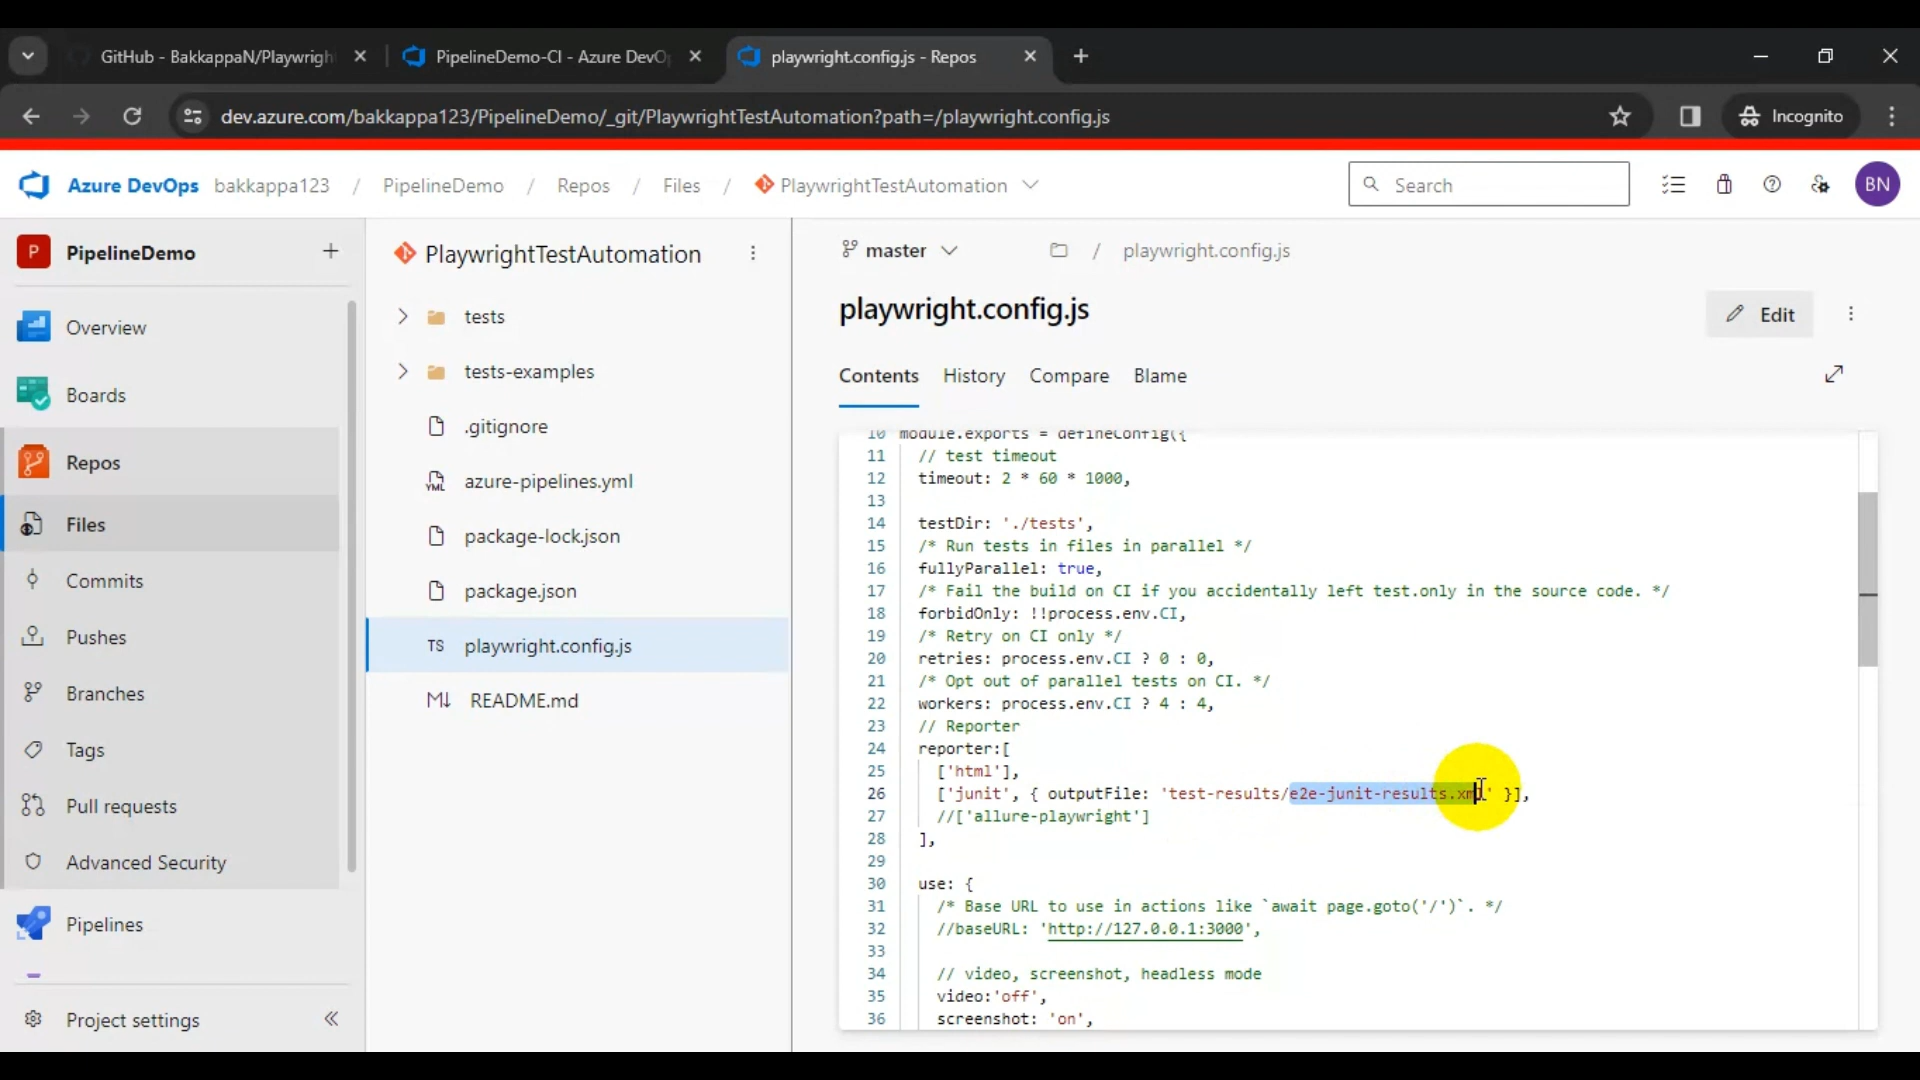 GitHub - BakkappaN/Playwrigh
PipelineDemo-CI - Azure DevO
playwright.config.js - Repos
dev.azure.com/bakkappa123/PipelineDemo/_git/PlaywrightTestAutomation?path=/playwright.config.js
Incognito
Azure DevOps bakkappa123 / PipelineDemo / Repos / Files / PlaywrightTestAutomation
Search
BN
P PipelineDemo
Overview
Boards
Repos
Files
Commits
Pushes
Branches
Tags
Pull requests
Advanced Security
Pipelines
Project settings
PlaywrightTestAutomation
tests
tests-examples
.gitignore
YML azure-pipelines.yml
package-lock.json
package.json
TS playwright.config.js
M↓ README.md
master / playwright.config.js
playwright.config.js
Edit
Contents History Compare Blame
10 module.exports = defineConfig({
11 // test timeout
12 timeout: 2 * 60 * 1000,
13
14 testDir: './tests',
15 /* Run tests in files in parallel */
16 fullyParallel: true,
17 /* Fail the build on CI if you accidentally left test.only in the source code. */
18 forbidOnly: !!process.env.CI,
19 /* Retry on CI only */
20 retries: process.env.CI ? 0 : 0,
21 /* Opt out of parallel tests on CI. */
22 workers: process.env.CI ? 4 : 4,
23 // Reporter
24 reporter:[
25 ['html'],
26 ['junit', { outputFile: 'test-results/e2e-junit-results.xml' }],
27 //['allure-playwright']
28 ],
29
30 use: {
31 /* Base URL to use in actions like `await page.goto('/')`. */
32 //baseURL: 'http://127.0.0.1:3000',
33
34 // video, screenshot, headless mode
35 video:'off',
36 screenshot: 'on',